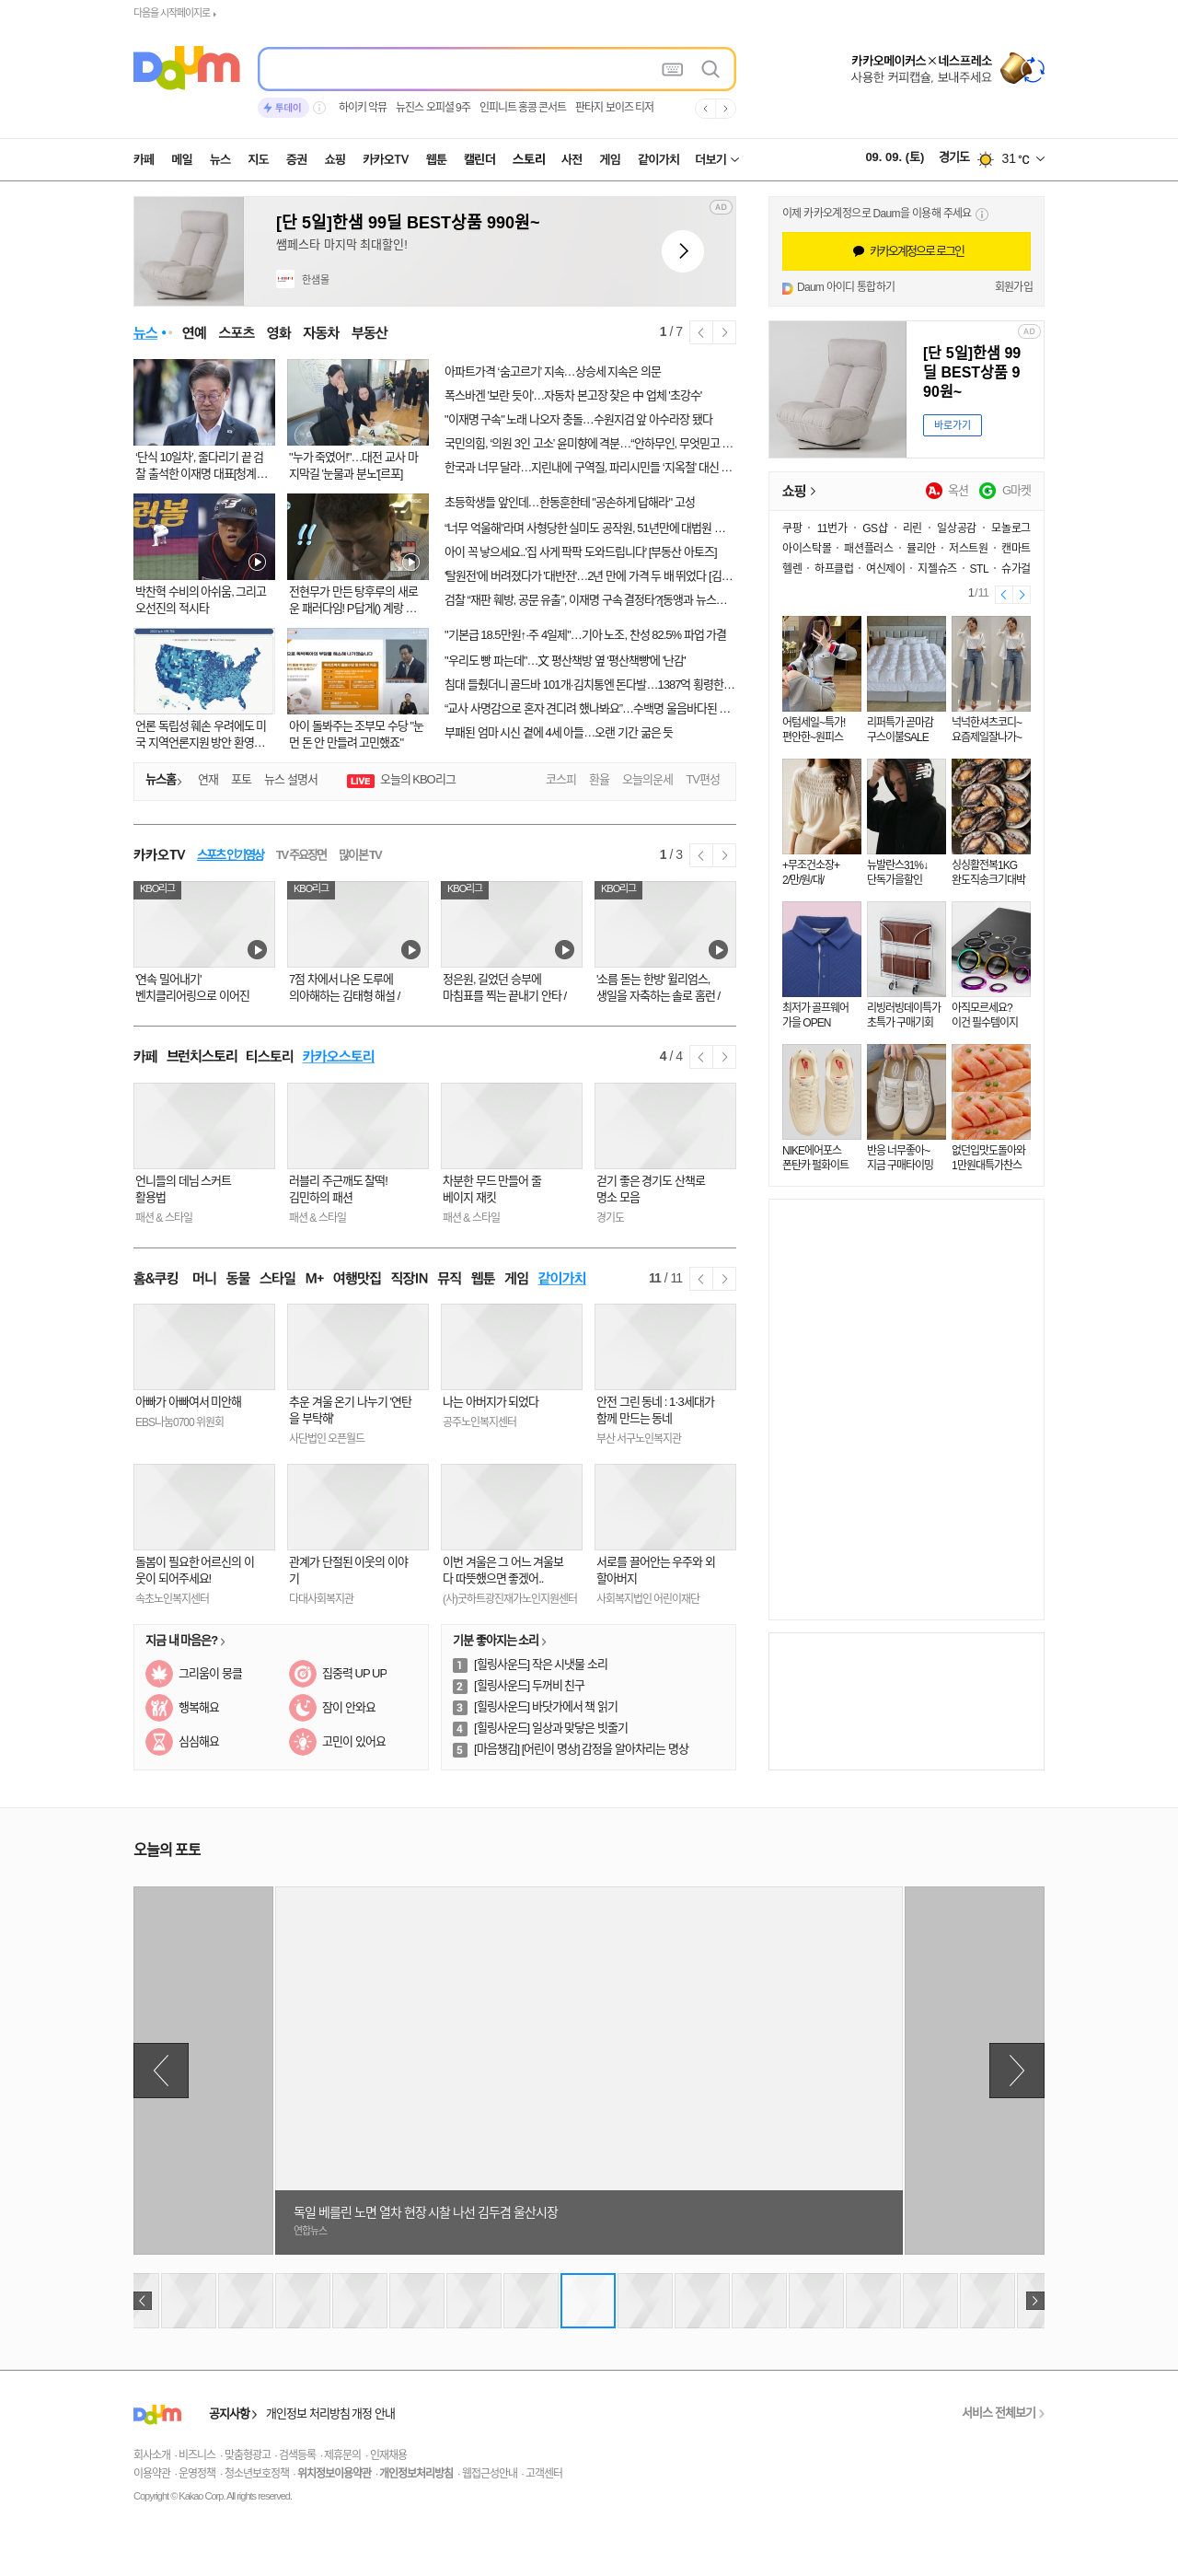 다음을 시작페이지로
Daum
투데이
하이키 악뮤 뉴진스 오피셜 9주 인피니트 홍콩 콘서트 판타지 보이즈 티저
카카오메이커스×네스프레소
사용한 커피캡슐, 보내주세요
카페 메일 뉴스 지도 증권 쇼핑 카카오TV 웹툰 캘린더 스토리 사전 게임 같이가치 더보기
09. 09. (토) 경기도 31 ℃
[단 5일]한샘 99딜 BEST상품 990원~
쌤페스타 마지막 최대할인!
한샘몰
AD
이제 카카오계정으로 Daum을 이용해 주세요
카카오계정으로 로그인
Daum 아이디 통합하기 회원가입
뉴스 연예 스포츠 영화 자동차 부동산
1 / 7
‘단식 10일차’, 줄다리기 끝 검
찰 출석한 이재명 대표[청계…
"누가 죽였어!"…대전 교사 마
지막길 '눈물과 분노'[르포]
박찬혁 수비의 아쉬움, 그리고
오선진의 적시타
전현무가 만든 탕후루의 새로
운 패러다임! P답게() 계량 …
언론 독립성 훼손 우려에도 미
국 지역언론지원 방안 환영…
아이 돌봐주는 조부모 수당 "눈
먼 돈 안 만들려 고민했죠"
아파트가격 ‘숨고르기’ 지속…상승세 지속은 의문
폭스바겐 '보란 듯이'…자동차 본고장 찾은 中 업체 '초강수'
"이재명 구속" 노래 나오자 충돌…수원지검 앞 아수라장 됐다
국민의힘, '의원 3인 고소' 윤미향에 격분…“안하무인, 무엇믿고 …
한국과 너무 달라…지린내에 구역질, 파리시민들 ‘지옥철’ 대신 …
초등학생들 앞인데…한동훈한테 "공손하게 답해라" 고성
“너무 억울해”라며 사형당한 실미도 공작원, 51년만에 대법원 …
아이 꼭 낳으세요..'집 사게 팍팍 도와드립니다' [부동산 아토즈]
'탈원전'에 버려졌다가 '대반전'…2년 만에 가격 두 배 뛰었다 [김…
검찰 “재판 훼방, 공문 유출”, 이재명 구속 결정타?[동앵과 뉴스…
"기본급 18.5만원↑·주 4일제"…기아 노조, 찬성 82.5% 파업 가결
“우리도 빵 파는데”…文 평산책방 옆 '평산책빵'에 '난감'
침대 들췄더니 골드바 101개·김치통엔 돈다발…1387억 횡령한…
“교사 사명감으로 혼자 견디려 했나봐요”…수백명 울음바다된 …
부패된 엄마 시신 곁에 4세 아들…오랜 기간 굶은 듯
뉴스홈 연재 포토 뉴스 설명서 LIVE 오늘의 KBO리그 코스피 환율 오늘의운세 TV편성
AD
[단 5일]한샘 99
딜 BEST상품 9
90원~
바로가기
쇼핑 옥션 G마켓
쿠팡 · 11번가 · GS샵 · 리린 · 일상공감 · 모놀로그
아이스탁몰 · 패션플러스 · 뮬리안 · 저스트원 · 캔마트
헬렌 · 하프클럽 · 여신제이 · 지젤슈즈 · STL · 슈가걸
1/11
어텀세일~특가!
편안한~원피스
리퍼특가 곧마감
구스이불SALE
넉넉한셔츠코디~
요즘제일잘나가~
+무조건소장+
2/만/원/대/
뉴발란스31%↓
단독가을할인
싱싱활전복1KG
완도직송크기대박
최저가 골프웨어
가을 OPEN
리빙러빙데이특가
초특가 구매기회
아직모르세요?
이건 필수템이지
NIKE에어포스
폰탄카 펄화이트
반응 너무좋아~
지금 구매타이밍
없던입맛도돌아와
1만원대특가찬스
카카오TV 스포츠 인기영상 TV 주요장면 많이 본 TV
1 / 3
KBO리그
KBO리그
KBO리그
KBO리그
'연속 밀어내기'
벤치클리어링으로 이어진
7점 차에서 나온 도루에
의아해하는 김태형 해설 /
정은원, 길었던 승부에
마침표를 찍는 끝내기 안타 /
'소름 돋는 한방' 윌리엄스,
생일을 자축하는 솔로 홈런 /
카페 브런치스토리 티스토리 카카오스토리
4 / 4
언니들의 데님 스커트
활용법
패션 & 스타일
러블리 주근깨도 찰떡!
김민하의 패션
패션 & 스타일
차분한 무드 만들어 줄
베이지 재킷
패션 & 스타일
걷기 좋은 경기도 산책로
명소 모음
경기도
홈&쿠킹 머니 동물 스타일 M+ 여행맛집 직장IN 뮤직 웹툰 게임 같이가치
11 / 11
아빠가 아빠여서 미안해
EBS나눔0700 위원회
추운 겨울 온기 나누기 '연탄
을 부탁해'
사단법인 오픈월드
나는 아버지가 되었다
공주노인복지센터
안전 그린 동네 : 1·3세대가
함께 만드는 동네
부산 서구노인복지관
돌봄이 필요한 어르신의 이
웃이 되어주세요!
속초노인복지센터
관계가 단절된 이웃의 이야
기
다대사회복지관
이번 겨울은 그 어느 겨울보
다 따뜻했으면 좋겠어..
(사)굿하트광진재가노인지원센터
서로를 끌어안는 우주와 외
할아버지
사회복지법인 어린이재단
지금 내 마음은?
그리움이 뭉클
집중력 UP UP
행복해요
잠이 안와요
심심해요
고민이 있어요
기분 좋아지는 소리
1 [힐링사운드] 작은 시냇물 소리
2 [힐링사운드] 두꺼비 친구
3 [힐링사운드] 바닷가에서 책 읽기
4 [힐링사운드] 일상과 맞닿은 빗줄기
5 [마음챙김] [어린이 명상] 감정을 알아차리는 명상
오늘의 포토
독일 베를린 노면 열차 현장 시찰 나선 김두겸 울산시장
연합뉴스
Daum 공지사항 개인정보 처리방침 개정 안내
서비스 전체보기
회사소개 · 비즈니스 · 맞춤형광고 · 검색등록 · 제휴문의 · 인재채용
이용약관 · 운영정책 · 청소년보호정책 · 위치정보이용약관 · 개인정보처리방침 · 웹접근성안내 · 고객센터
Copyright © Kakao Corp. All rights reserved.